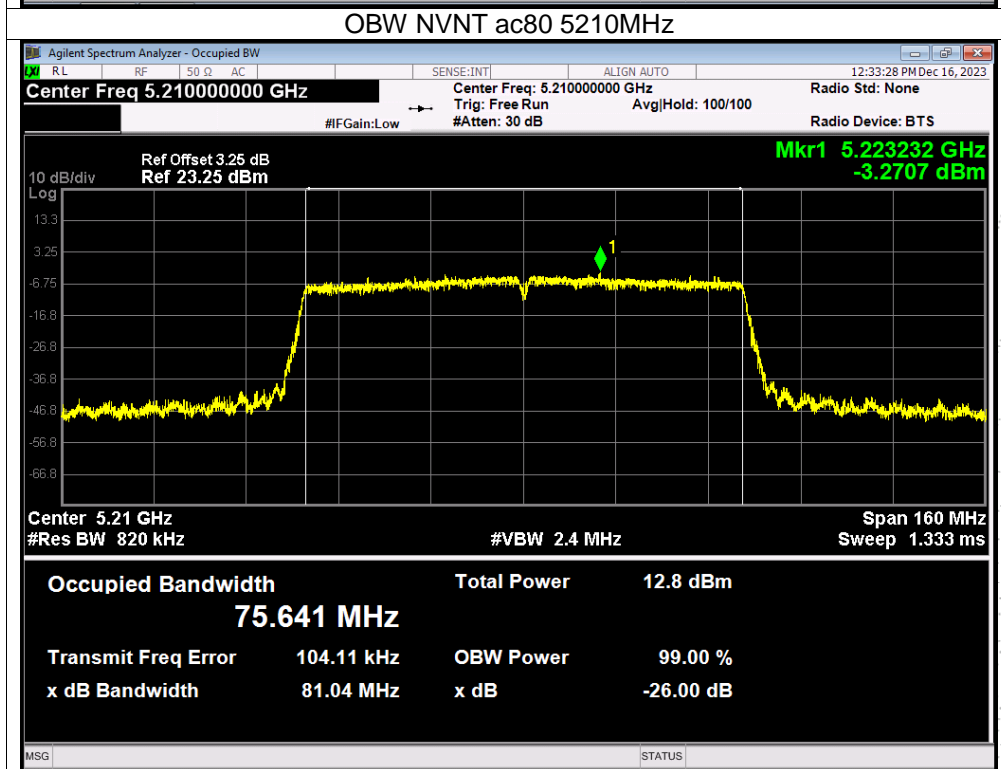 OBW NVNT ac80 5210MHz
Agilent Spectrum Analyzer - Occupied BW
LXI RL RF 50 Ω AC SENSE:INT ALIGN AUTO 12:33:28 PM Dec 16, 2023
Center Freq 5.210000000 GHz Center Freq: 5.210000000 GHz Radio Std: None
Trig: Free Run Avg|Hold: 100/100
#IFGain:Low #Atten: 30 dB Radio Device: BTS
Mkr1 5.223232 GHz
-3.2707 dBm
Ref Offset 3.25 dB
10 dB/div Ref 23.25 dBm
Log
13.3
3.25
-6.75
-16.8
-26.8
-36.8
-46.8
-56.8
-66.8
1
Center 5.21 GHz Span 160 MHz
#Res BW 820 kHz #VBW 2.4 MHz Sweep 1.333 ms
Occupied Bandwidth Total Power 12.8 dBm
75.641 MHz
Transmit Freq Error 104.11 kHz OBW Power 99.00 %
x dB Bandwidth 81.04 MHz x dB -26.00 dB
MSG STATUS